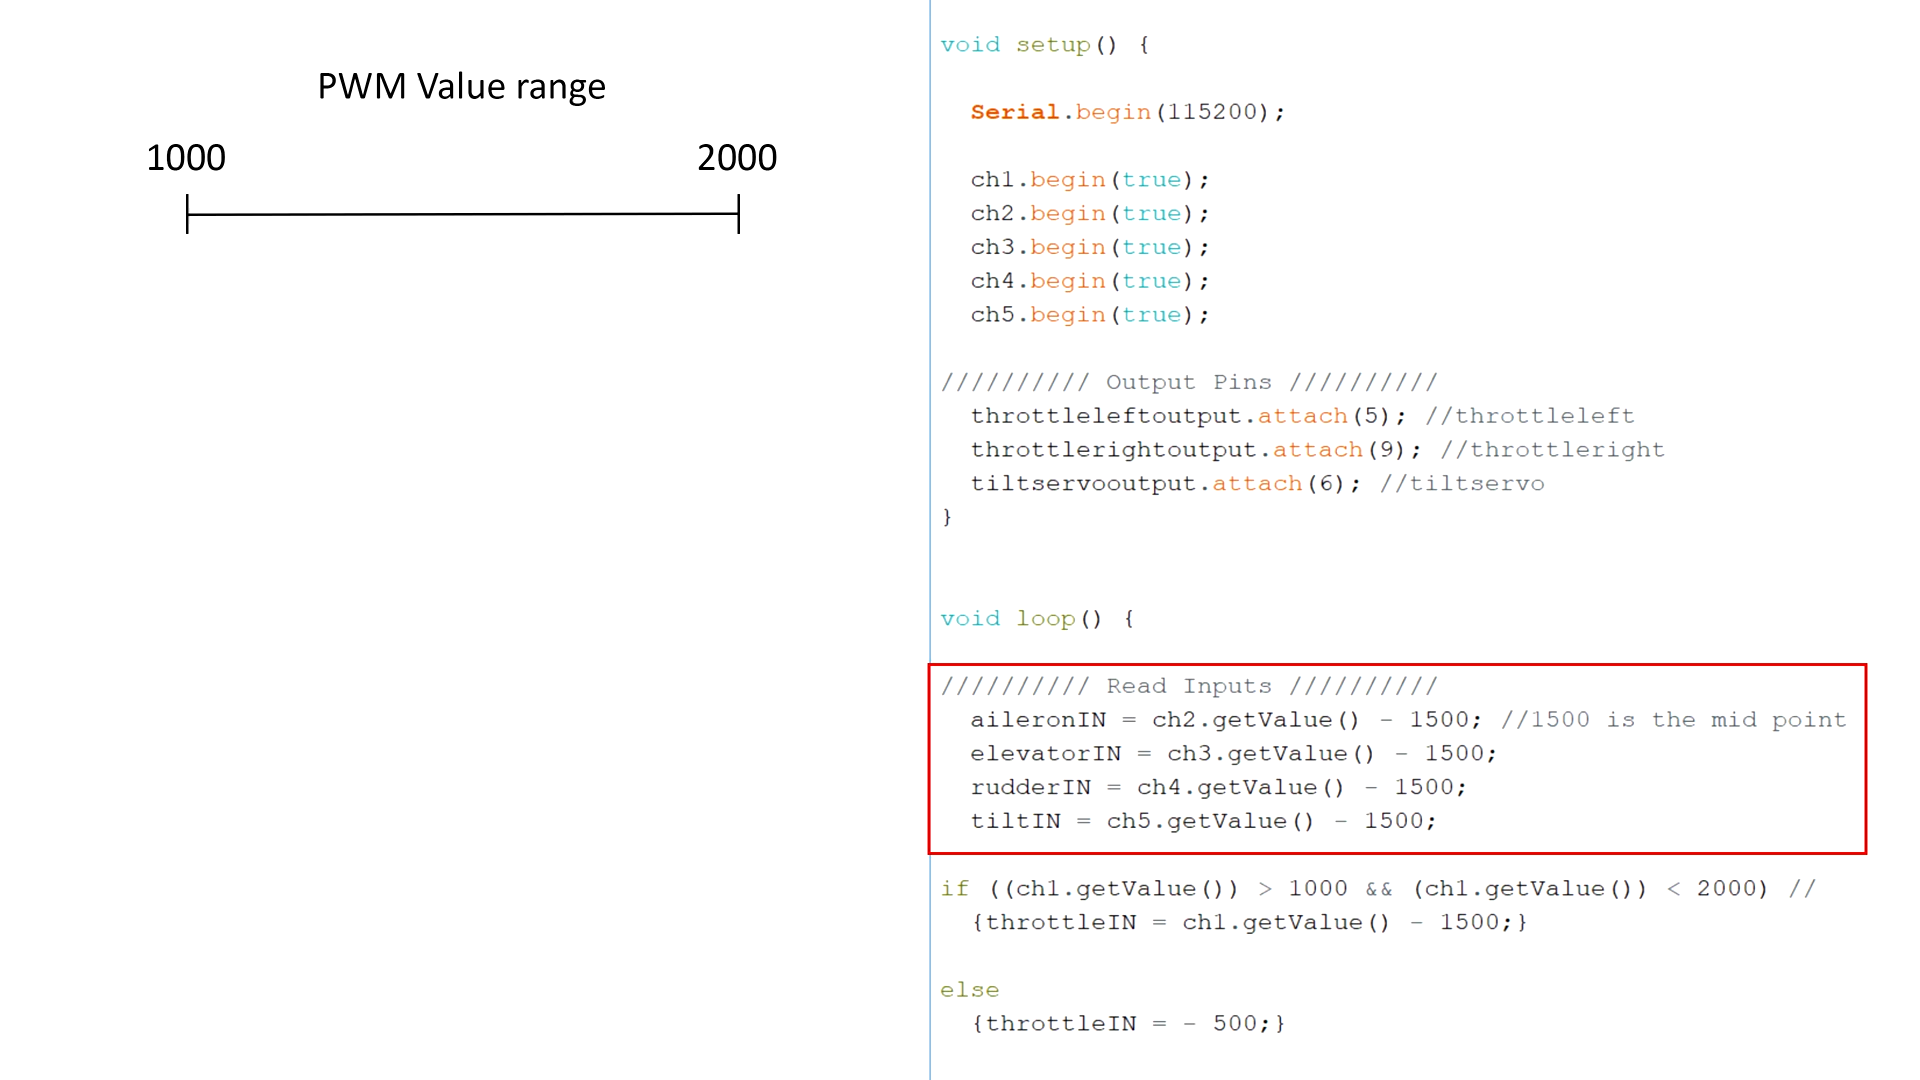 PWM Value range
1000 2000
void setup() {
Serial.begin(115200);
ch1.begin(true);
ch2.begin(true);
ch3.begin(true);
ch4.begin(true);
ch5.begin(true);
////////// Output Pins //////////
throttleleftoutput.attach(5); //throttleleft
throttlerightoutput.attach(9); //throttleright
tiltservooutput.attach(6); //tiltservo
}
void loop() {
////////// Read Inputs //////////
aileronIN = ch2.getValue() - 1500; //1500 is the mid point
elevatorIN = ch3.getValue() - 1500;
rudderIN = ch4.getValue() - 1500;
tiltIN = ch5.getValue() - 1500;
if ((ch1.getValue()) > 1000 && (ch1.getValue()) < 2000) //
{throttleIN = ch1.getValue() - 1500;}
else
{throttleIN = - 500;}